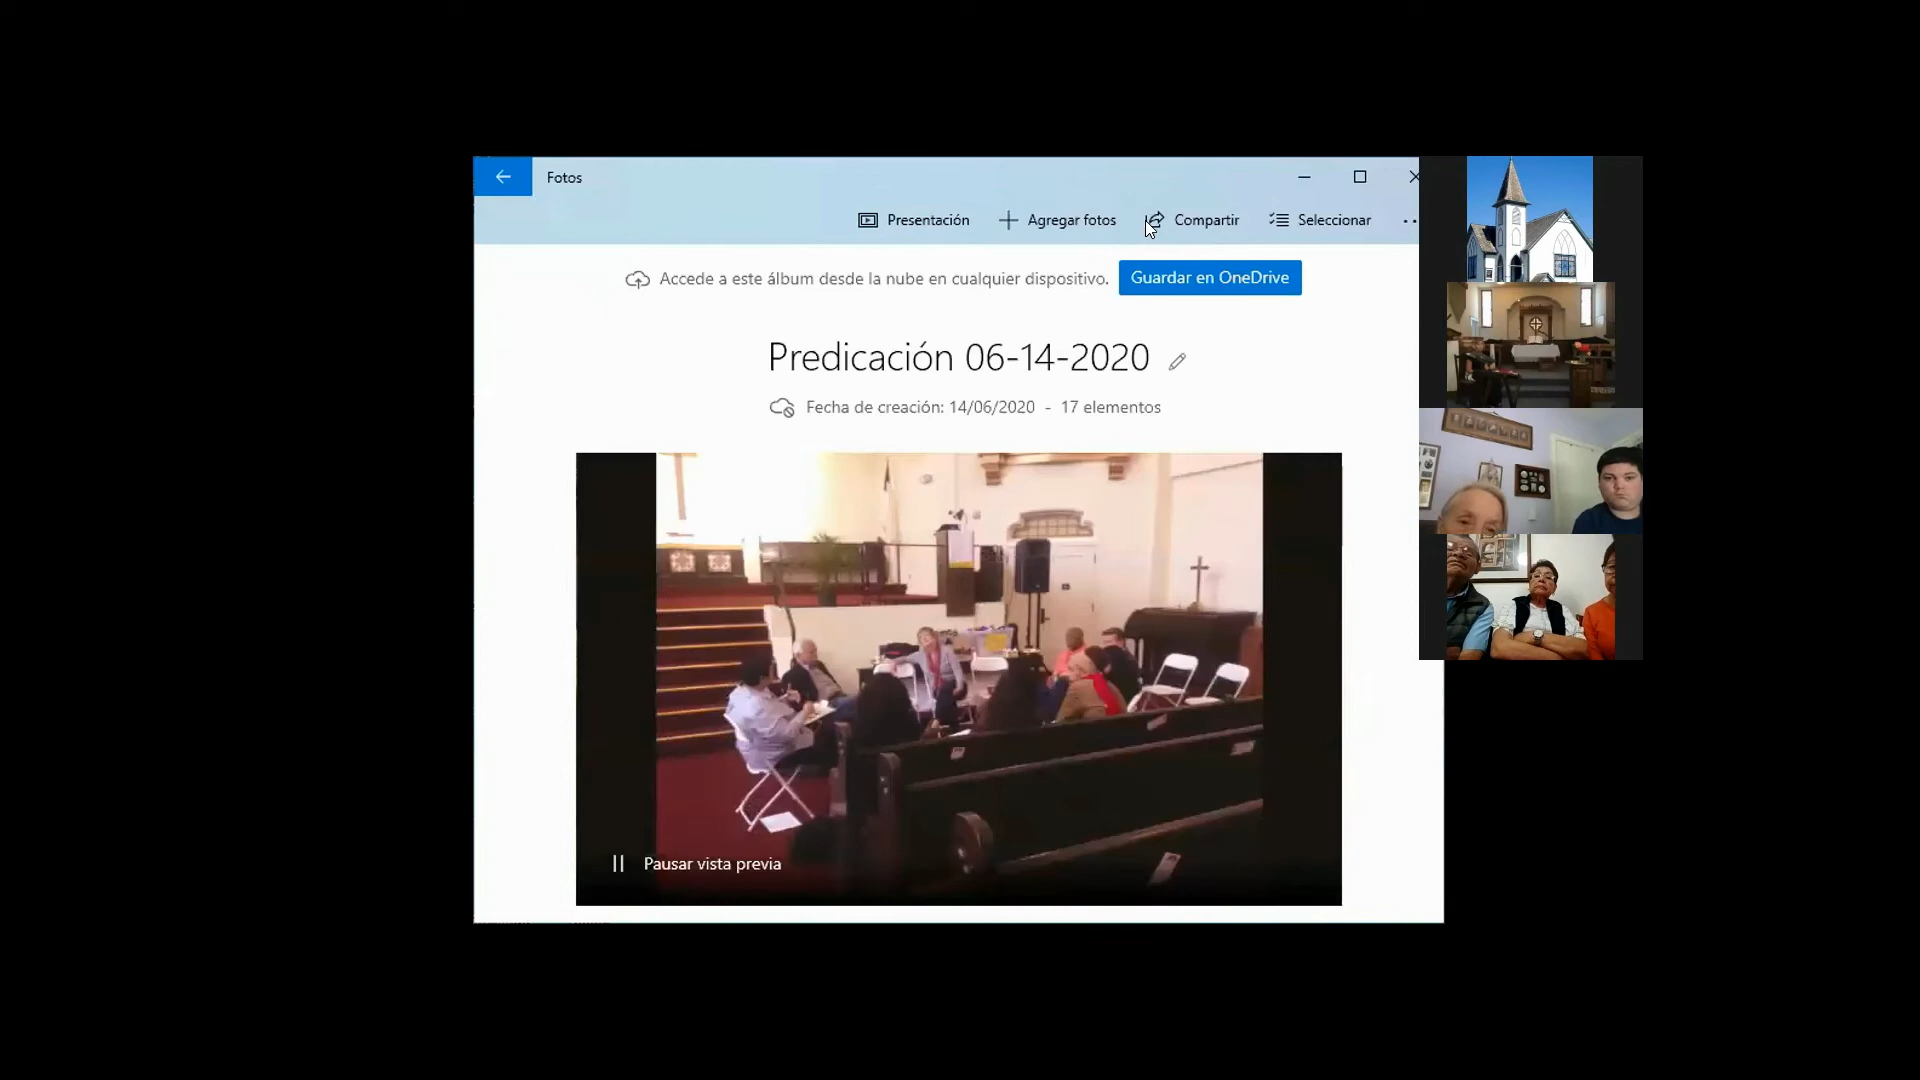 Fotos
Presentación
Agregar fotos
Compartir
Seleccionar
Accede a este álbum desde la nube en cualquier dispositivo.
Guardar en OneDrive
Predicación 06-14-2020
Fecha de creación: 14/06/2020 - 17 elementos
Pausar vista previa